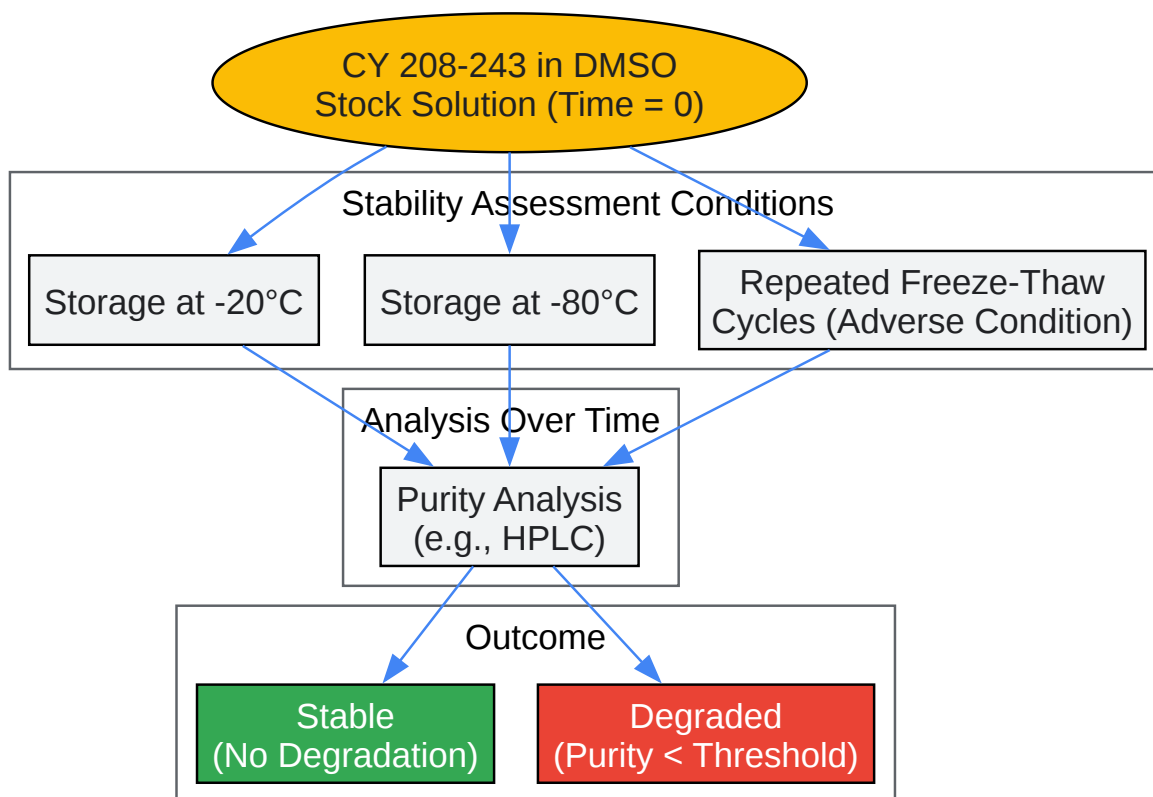 CY 208-243 in DMSO
Stock Solution (Time = 0)
Stability Assessment Conditions
Storage at -20°C
Storage at -80°C
Repeated Freeze-Thaw
Cycles (Adverse Condition)
Analysis Over Time
Purity Analysis
(e.g., HPLC)
Outcome
Stable
(No Degradation)
Degraded
(Purity < Threshold)